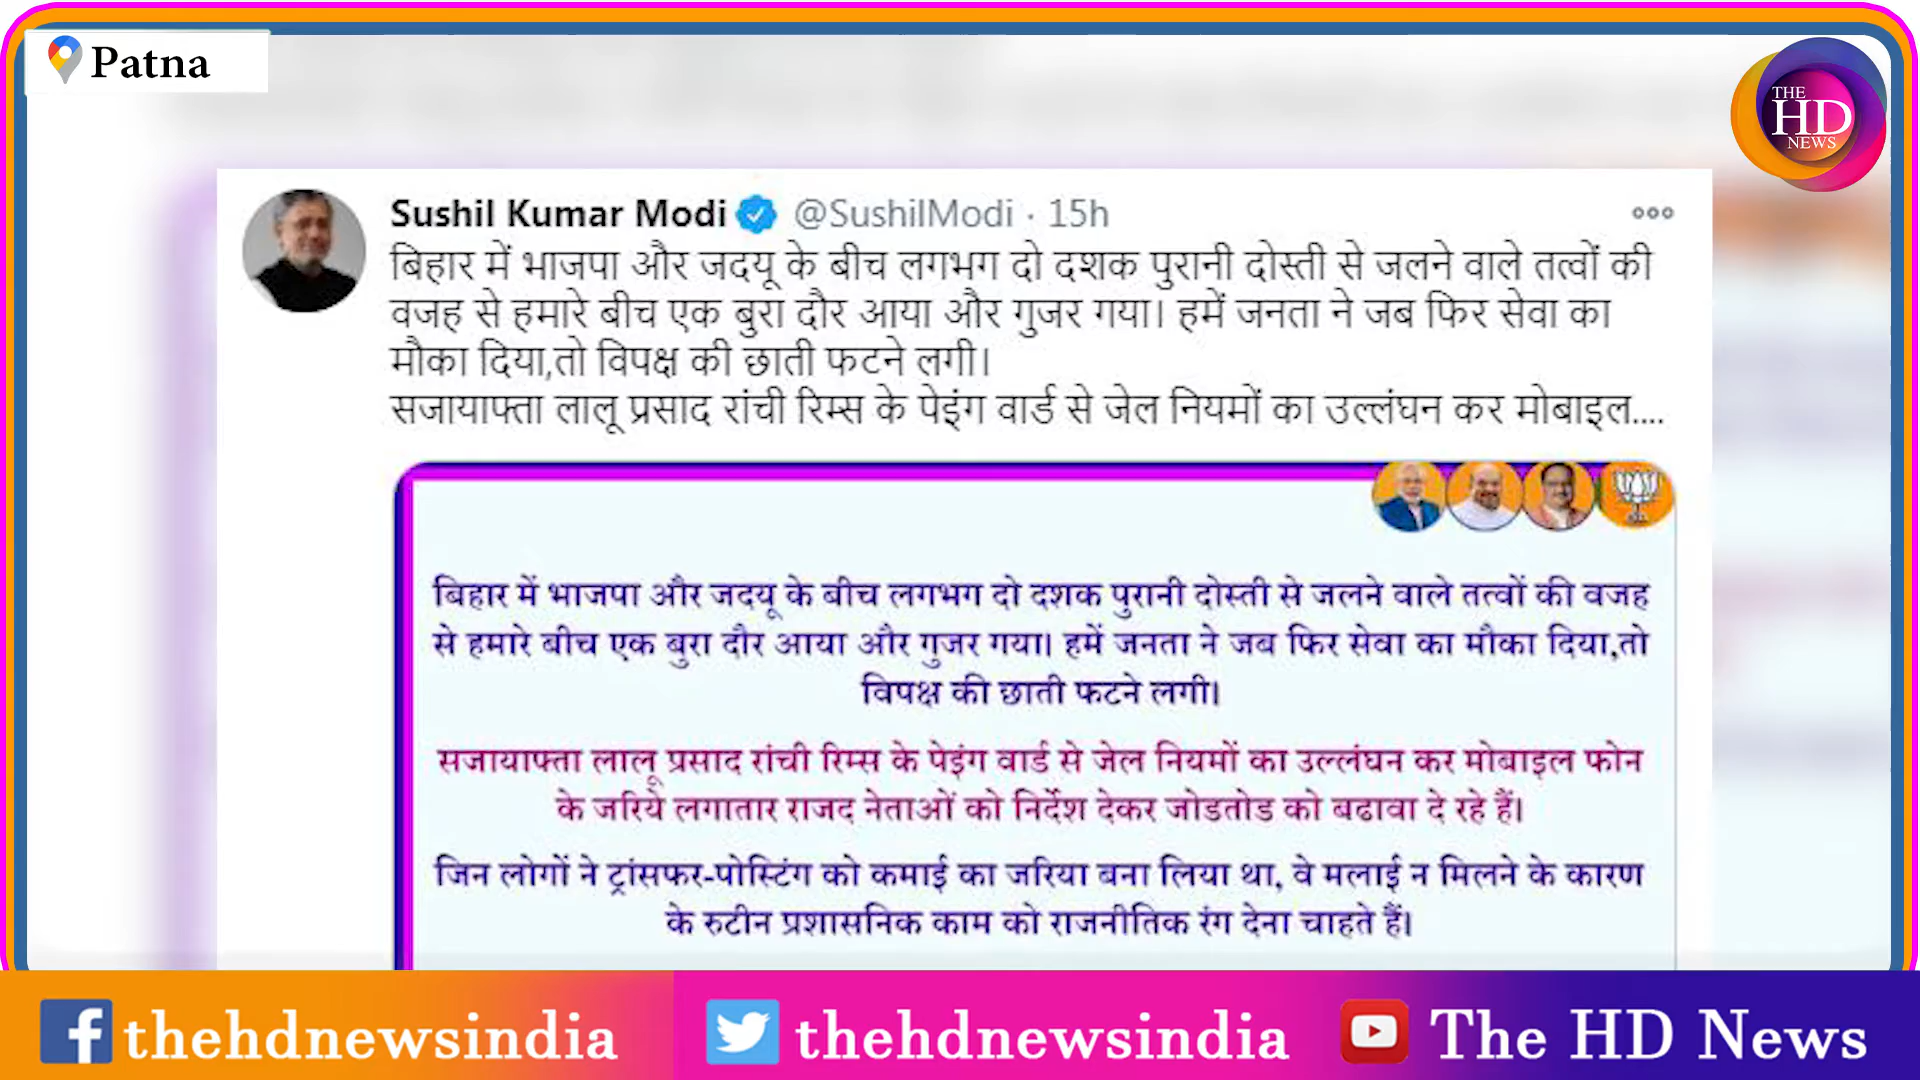 Patna
THE
HD
NEWS
Sushil Kumar Modi @SushilModi · 15h
बिहार में भाजपा और जदयू के बीच लगभग दो दशक पुरानी दोस्ती से जलने वाले तत्वों की
वजह से हमारे बीच एक बुरा दौर आया और गुजर गया। हमें जनता ने जब फिर सेवा का
मौका दिया,तो विपक्ष की छाती फटने लगी।
सजायाफ्ता लालू प्रसाद रांची रिम्स के पेइंग वार्ड से जेल नियमों का उल्लंघन कर मोबाइल....
बिहार में भाजपा और जदयू के बीच लगभग दो दशक पुरानी दोस्ती से जलने वाले तत्वों की वजह
से हमारे बीच एक बुरा दौर आया और गुजर गया। हमें जनता ने जब फिर सेवा का मौका दिया,तो
विपक्ष की छाती फटने लगी।
सजायाफ्ता लालू प्रसाद रांची रिम्स के पेइंग वार्ड से जेल नियमों का उल्लंघन कर मोबाइल फोन
के जरिये लगातार राजद नेताओं को निर्देश देकर जोडतोड को बढावा दे रहे हैं।
जिन लोगों ने ट्रांसफर-पोस्टिंग को कमाई का जरिया बना लिया था, वे मलाई न मिलने के कारण
के रुटीन प्रशासनिक काम को राजनीतिक रंग देना चाहते हैं।
thehdnewsindia thehdnewsindia The HD News